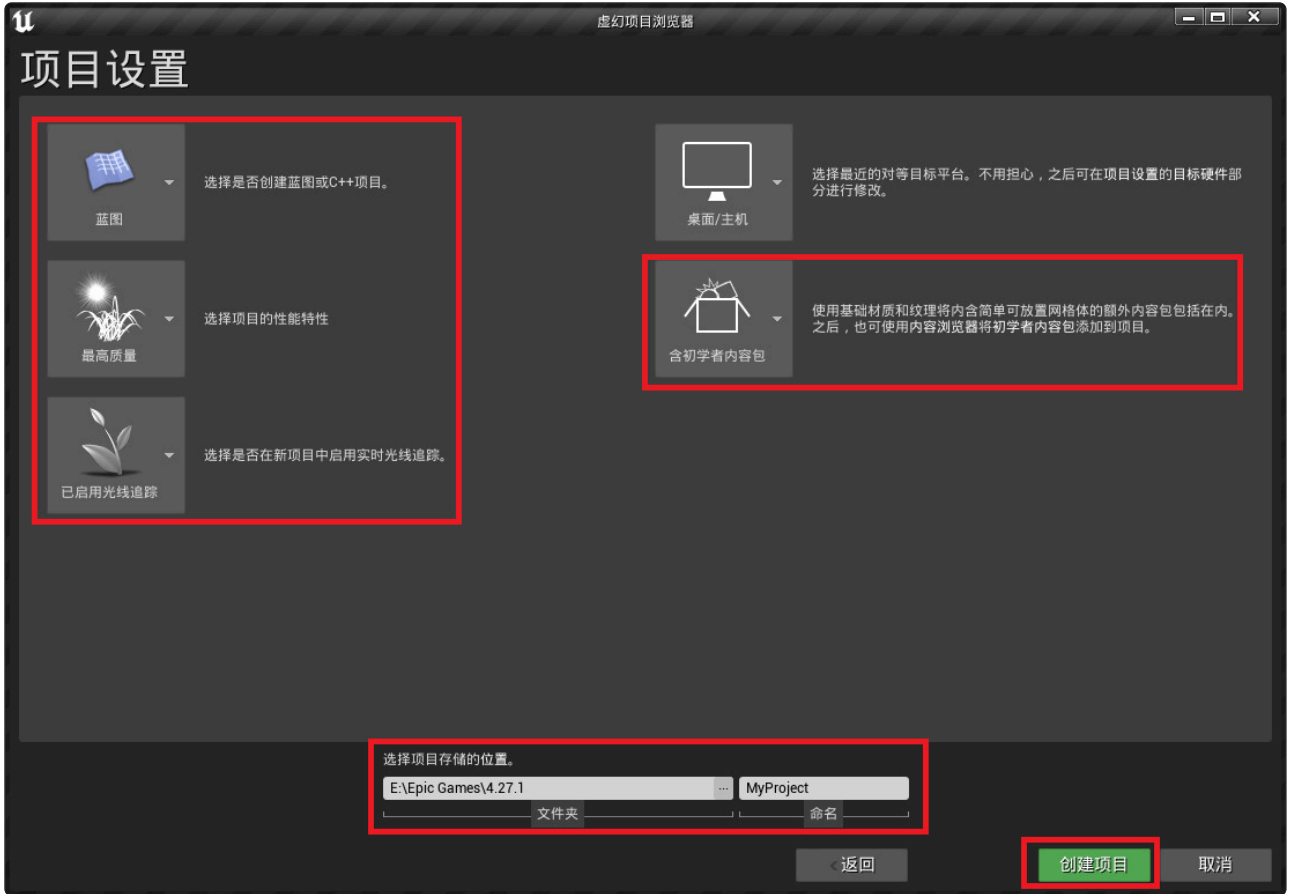 虚幻项目浏览器
项目设置
蓝图
选择是否创建蓝图或C++项目。
桌面/主机
选择最近的对等目标平台。不用担心，之后可在项目设置的目标硬件部
分进行修改。
最高质量
选择项目的性能特性
含初学者内容包
使用基础材质和纹理将内含简单可放置网格体的额外内容包包括在内。
之后，也可使用内容浏览器将初学者内容包添加到项目。
已启用光线追踪
选择是否在新项目中启用实时光线追踪。
选择项目存储的位置。
E:\Epic Games\4.27.1
...
MyProject
文件夹
命名
返回
创建项目
取消